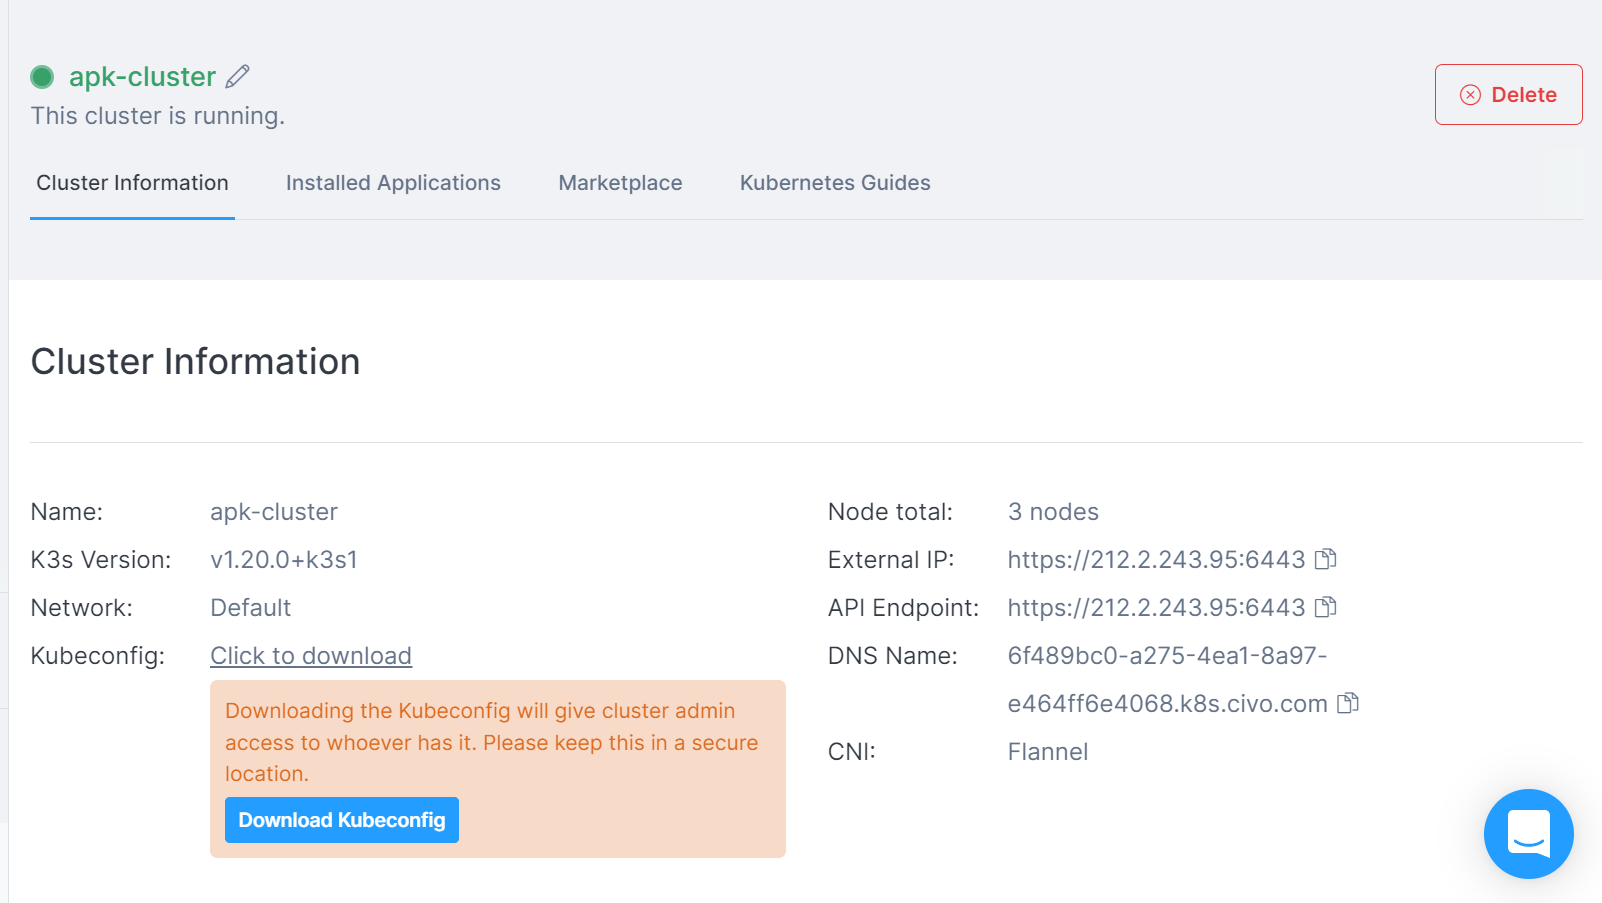 apk-cluster
This cluster is running.
Delete
Cluster Information
Installed Applications
Marketplace
Kubernetes Guides
Cluster Information
Name:
apk-cluster
K3s Version:
v1.20.0+k3s1
Network:
Default
Kubeconfig:
Click to download
Downloading the Kubeconfig will give cluster admin
access to whoever has it. Please keep this in a secure
location.
Download Kubeconfig
Node total:
3 nodes
External IP:
https://212.2.243.95:6443
API Endpoint:
https://212.2.243.95:6443
DNS Name:
6f489bc0-a275-4ea1-8a97-
e464ff6e4068.k8s.civo.com
CNI:
Flannel